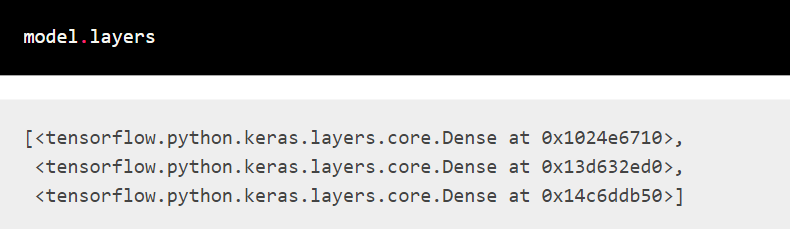 model.layers
[<tensorflow.python.keras.layers.core.Dense at 0x1024e6710>,
<tensorflow.python.keras.layers.core.Dense at 0x13d632ed0>,
<tensorflow.python.keras.layers.core.Dense at 0x14c6ddb50>]